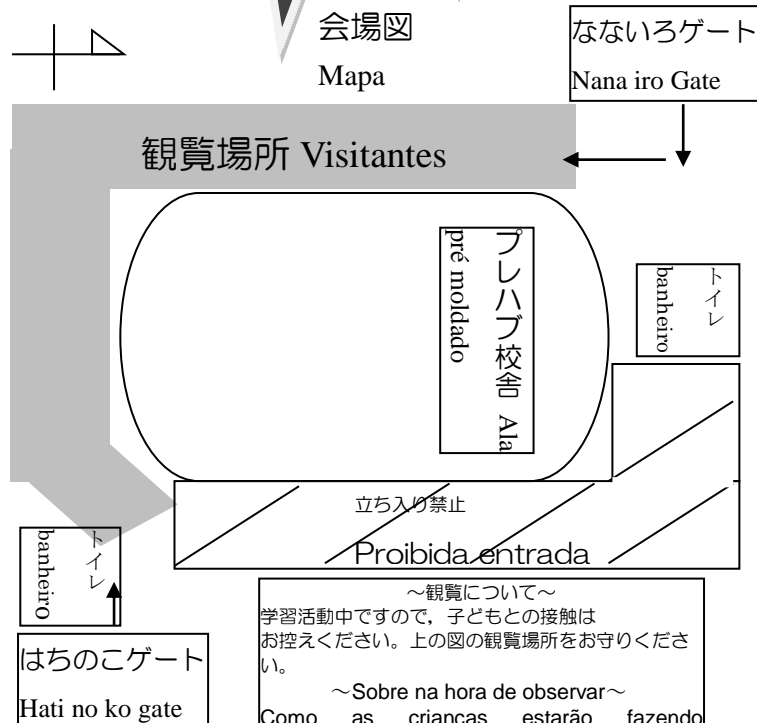 会場図
Mapa
なないろゲート
Nana iro Gate
観覧場所 Visitantes
プレハブ校舎 Ala
pré moldado
トイレ
banheiro
立ち入り禁止
Proibida entrada
トイレ
banheiro
はちのこゲート
Hati no ko gate
～観覧について～
学習活動中ですので，子どもとの接触は
お控えください。上の図の観覧場所をお守りくださ
い。
～Sobre na hora de observar～
Como as crianças estarão fazendo